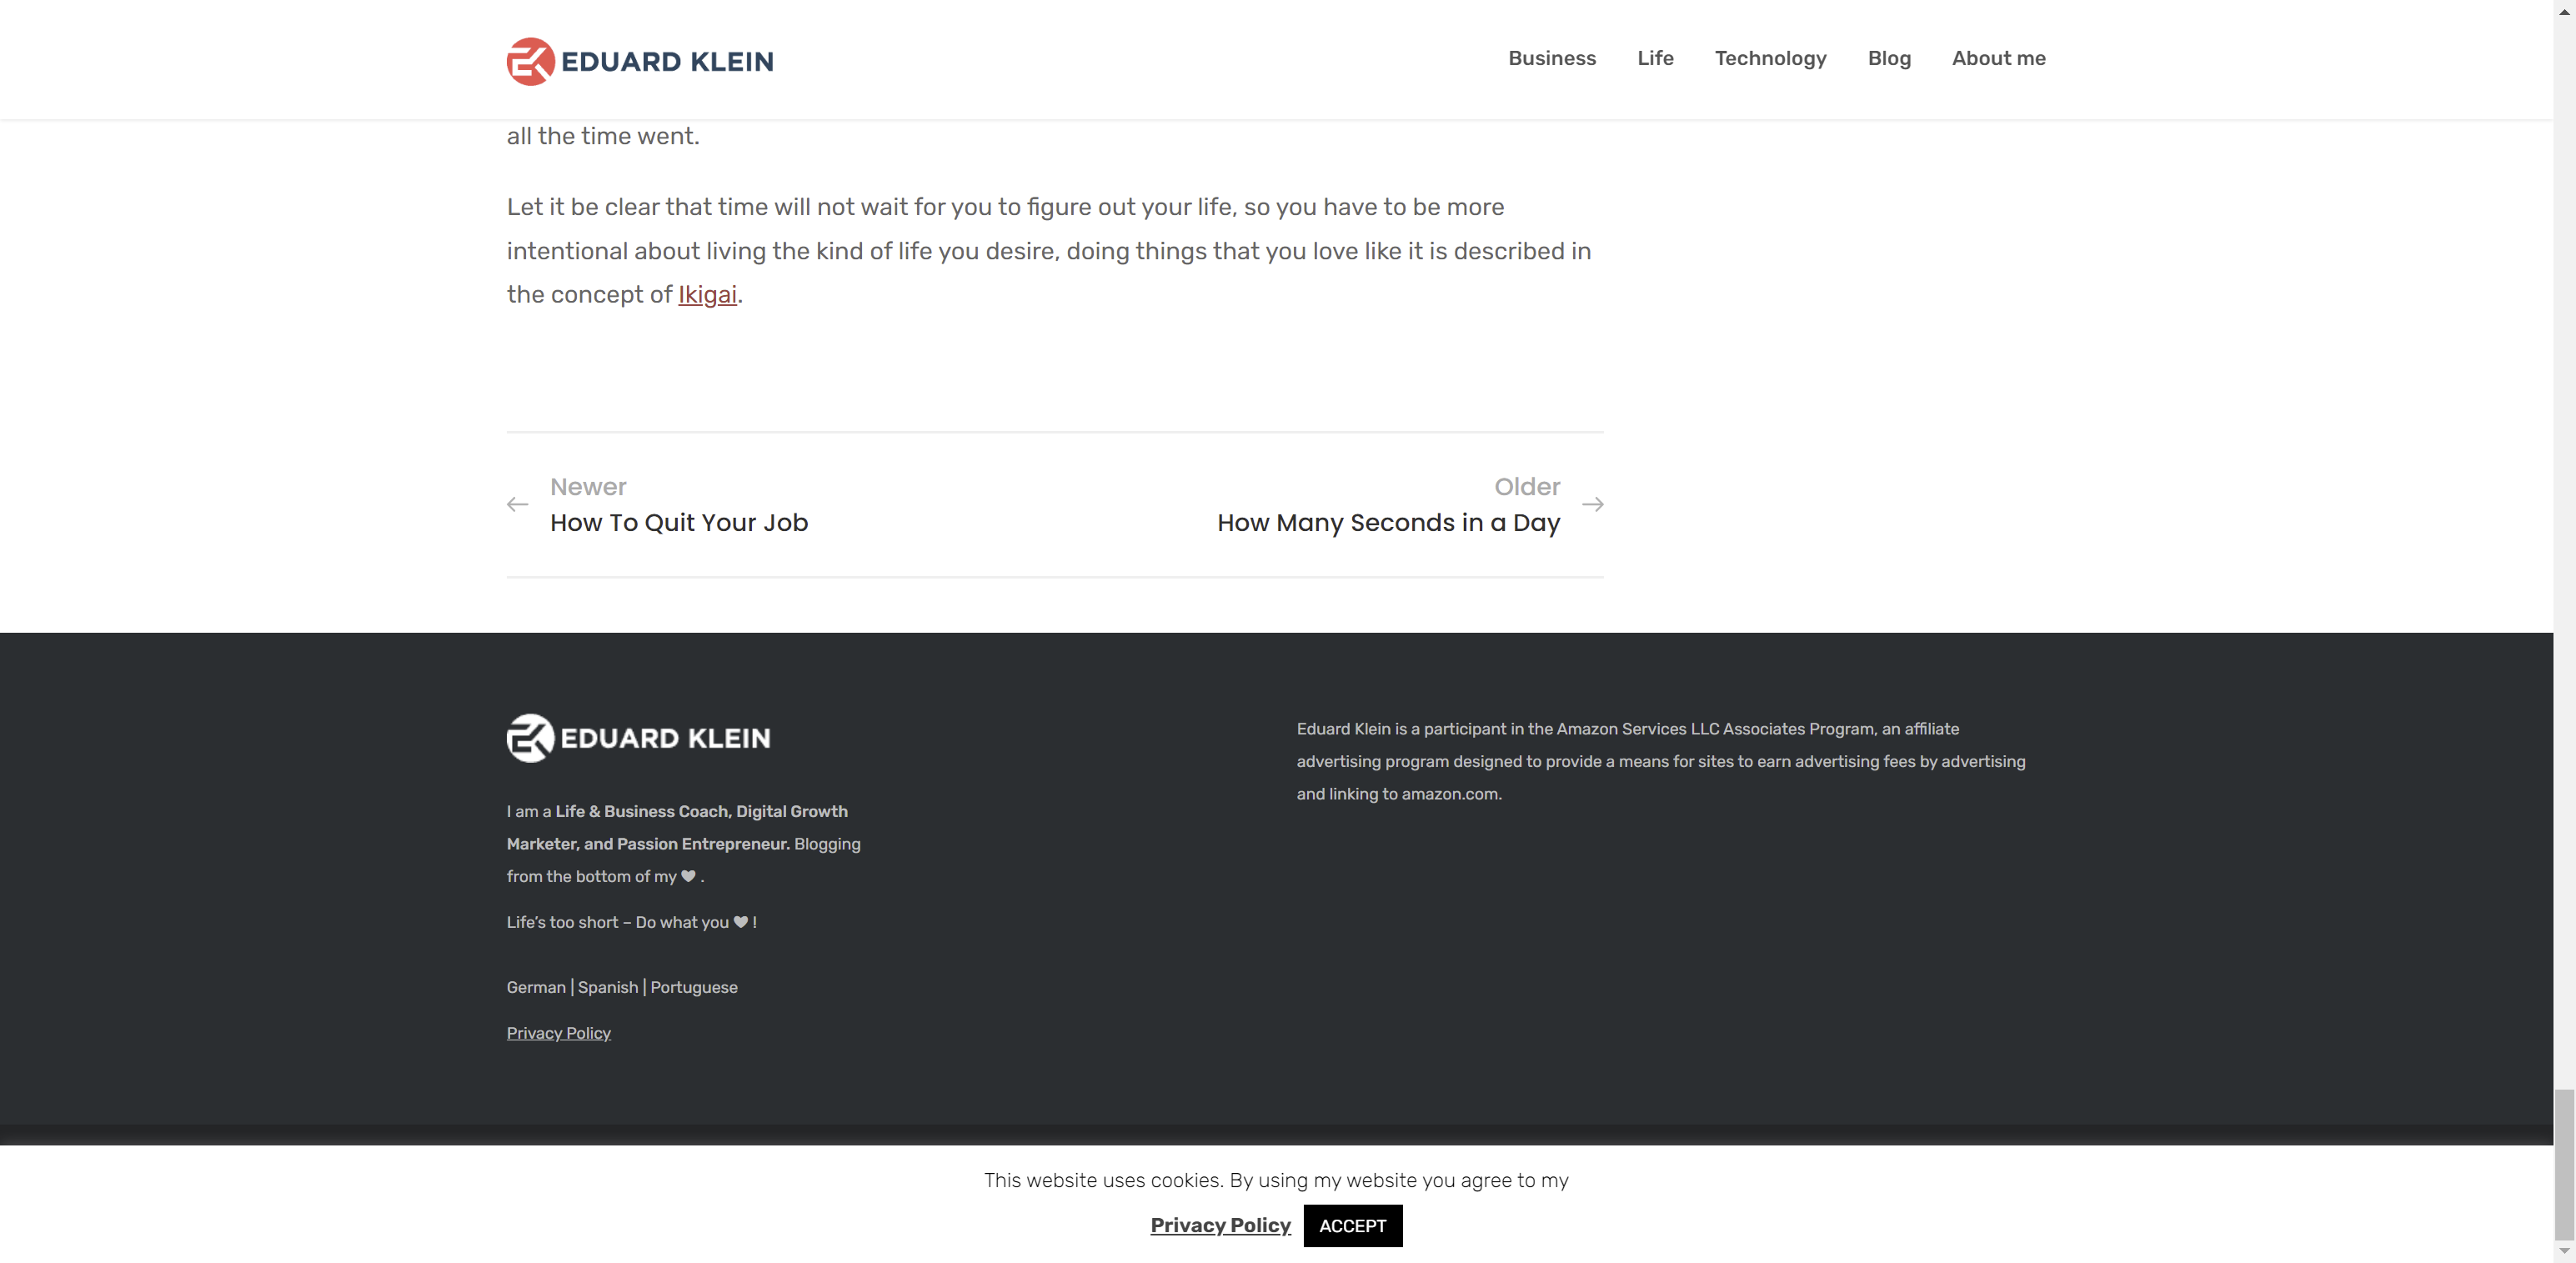 EDUARD KLEIN
Business Life Technology Blog About me
all the time went.
Let it be clear that time will not wait for you to figure out your life, so you have to be more
intentional about living the kind of life you desire, doing things that you love like it is described in
the concept of Ikigai.
Newer
How To Quit Your Job
Older
How Many Seconds in a Day
EDUARD KLEIN
I am a Life & Business Coach, Digital Growth
Marketer, and Passion Entrepreneur. Blogging
from the bottom of my ♥ .
Life's too short – Do what you ♥ !
German | Spanish | Portuguese
Privacy Policy
Eduard Klein is a participant in the Amazon Services LLC Associates Program, an affiliate
advertising program designed to provide a means for sites to earn advertising fees by advertising
and linking to amazon.com.
This website uses cookies. By using my website you agree to my
Privacy Policy ACCEPT